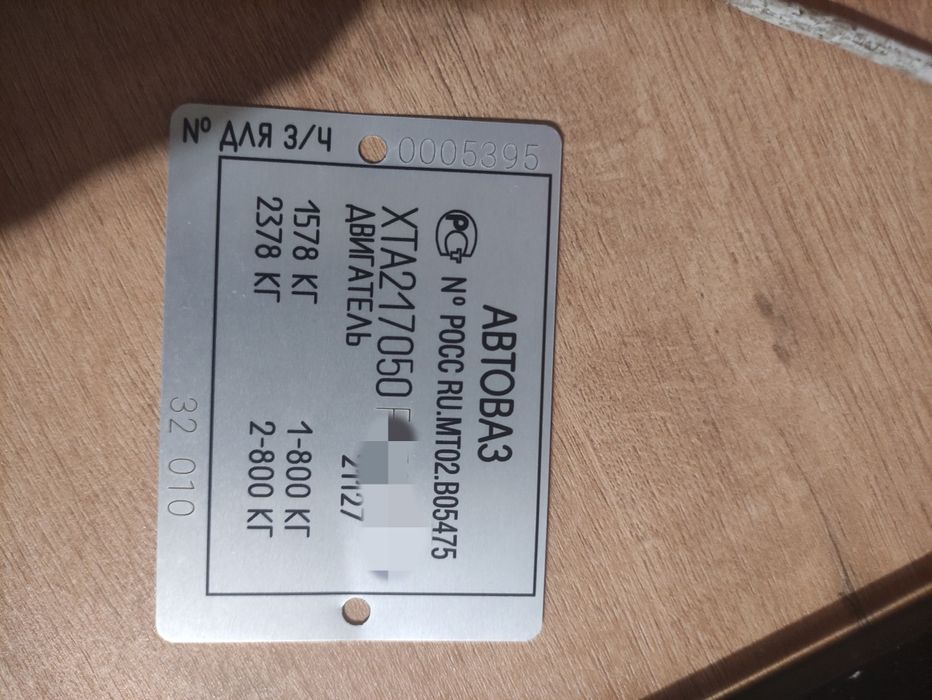 АВТОВАЗ
№ РОСС RU.MT02.B05475
XTA217050
ДВИГАТЕЛЬ 21127
1578 КГ 1-800 КГ
2378 КГ 2-800 КГ
№ ДЛЯ З/Ч 0005395
32 010